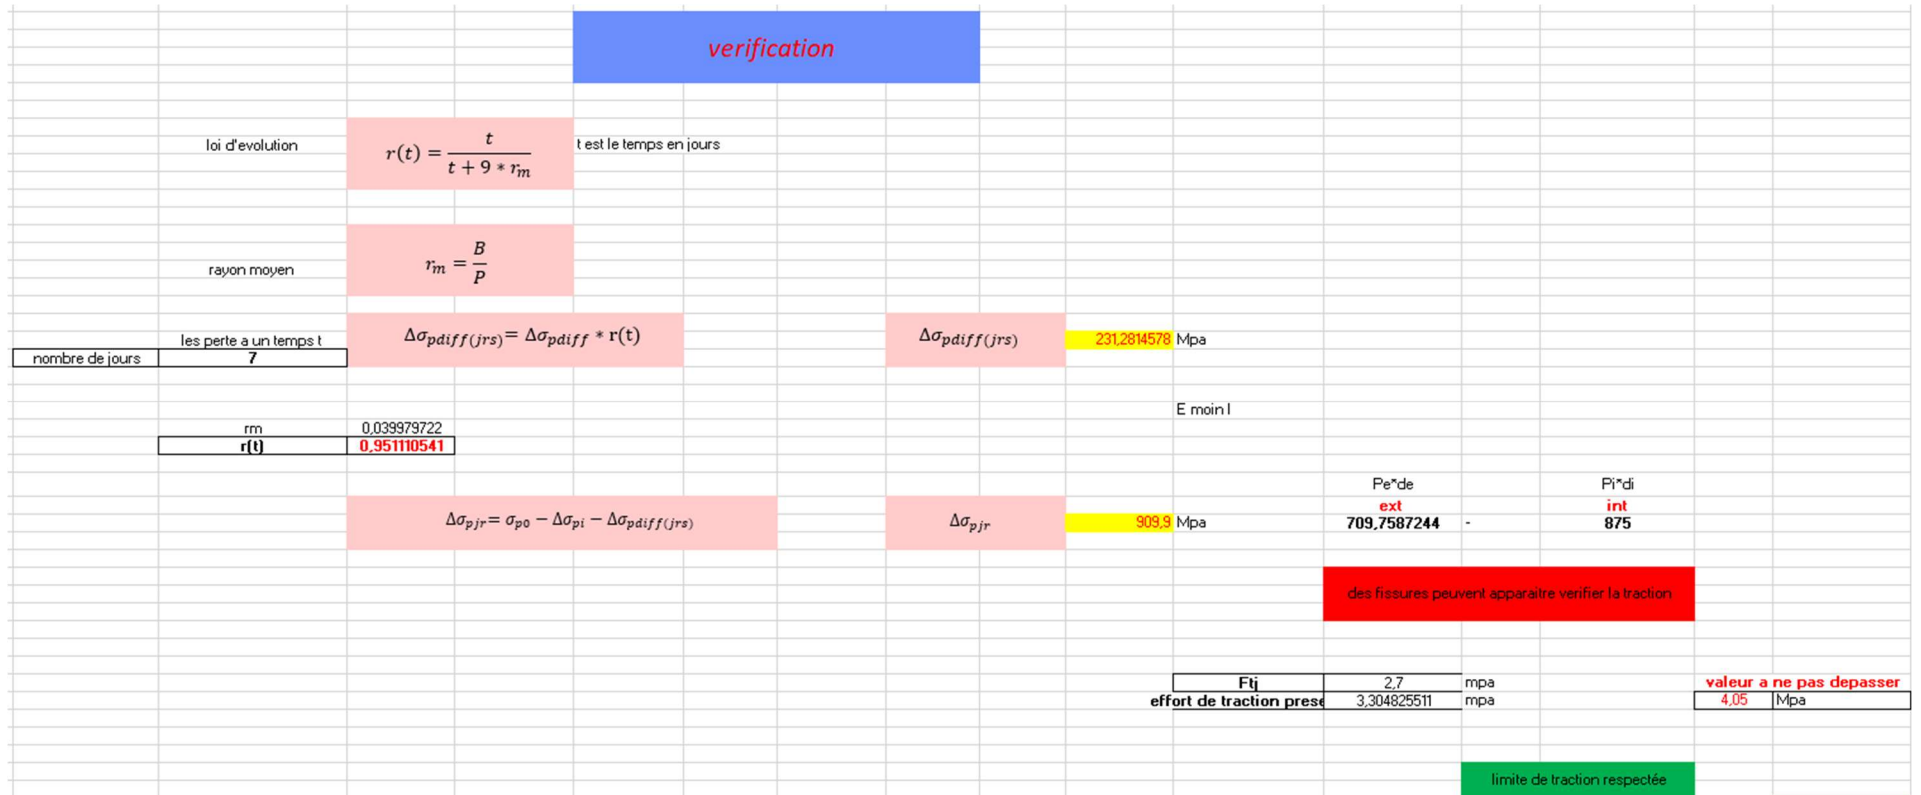 verification
loi d'evolution
r(t) = t / (t + 9 * r_m)
t est le temps en jours
rayon moyen
r_m = B / P
les perte a un temps t
Δσ_pdiff(jrs) = Δσ_pdiff * r(t)
Δσ_pdiff(jrs)
231,2814578 Mpa
nombre de jours 7
E moin I
rm 0,039979722
r(t) 0,951110541
Pe*de Pi*di
ext int
Δσ_pjr = σ_p0 − Δσ_pi − Δσ_pdiff(jrs)
Δσ_pjr
909,9 Mpa
709,7587244 - 875
des fissures peuvent apparaitre verifier la traction
Ftj 2,7 mpa valeur a ne pas depasser
effort de traction prese 3,304825511 mpa 4,05 Mpa
limite de traction respectée